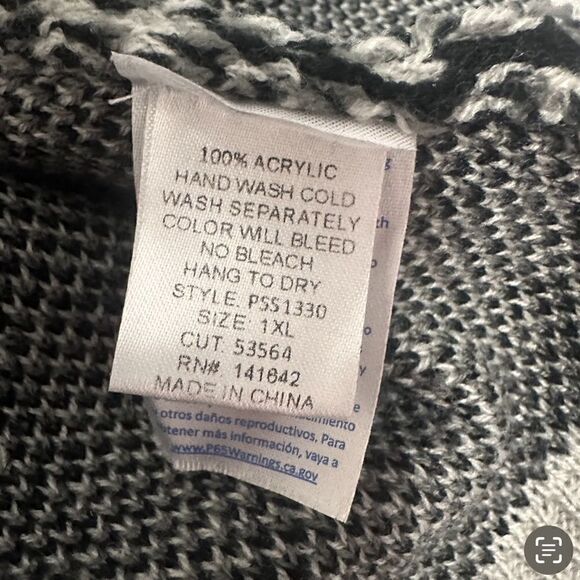 100% ACRYLIC
HAND WASH COLD
WASH SEPARATELY
COLOR WILL BLEED
NO BLEACH
HANG TO DRY
STYLE: PSS1330
SIZE: 1XL
CUT: 53564
RN# 141642
MADE IN CHINA
otros daños reproductivos. Para
obtener más información, vaya a
www.P65Warnings.ca.gov